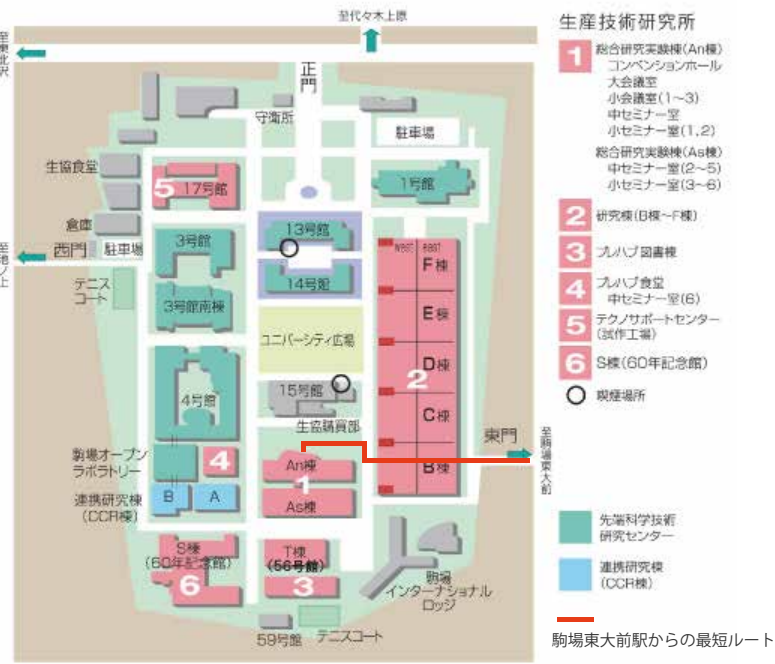 至代々木上原
至東北沢
正門
守衛所
駐車場
生協食堂
5
17号館
1号館
倉庫
西門
駐車場
至池ノ上
3号館
13号館
WEST
EAST
F棟
テニス
コート
14号館
3号館南棟
E棟
ユニバーシティ広場
D棟
2
4号館
15号館
C棟
生協購買部
東門
至駒場東大前
駒場オープン
ラボラトリー
4
An棟
B棟
1
連携研究棟
(CCR棟)
B
A
As棟
S棟
(60年記念館)
6
T棟
(56号館)
3
駒場
インターナショナル
ロッジ
59号館
テニスコート
生産技術研究所
1
総合研究実験棟(An棟)
コンベンションホール
大会議室
小会議室(1~3)
中セミナー室
小セミナー室(1,2)
総合研究実験棟(As棟)
中セミナー室(2~5)
小セミナー室(3~6)
2 研究棟(B棟~F棟)
3 プレハブ図書棟
4 プレハブ食堂
中セミナー室(6)
5 テクノサポートセンター
(試作工場)
6 S棟(60年記念館)
喫煙場所
先端科学技術
研究センター
連携研究棟
(CCR棟)
駒場東大前駅からの最短ルート